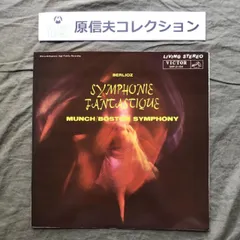 原信夫コレクション
LIVING STEREO
VICTOR
BERLIOZ
SYMPHONIE
FANTASTIQUE
MUNCH/BOSTON SYMPHONY